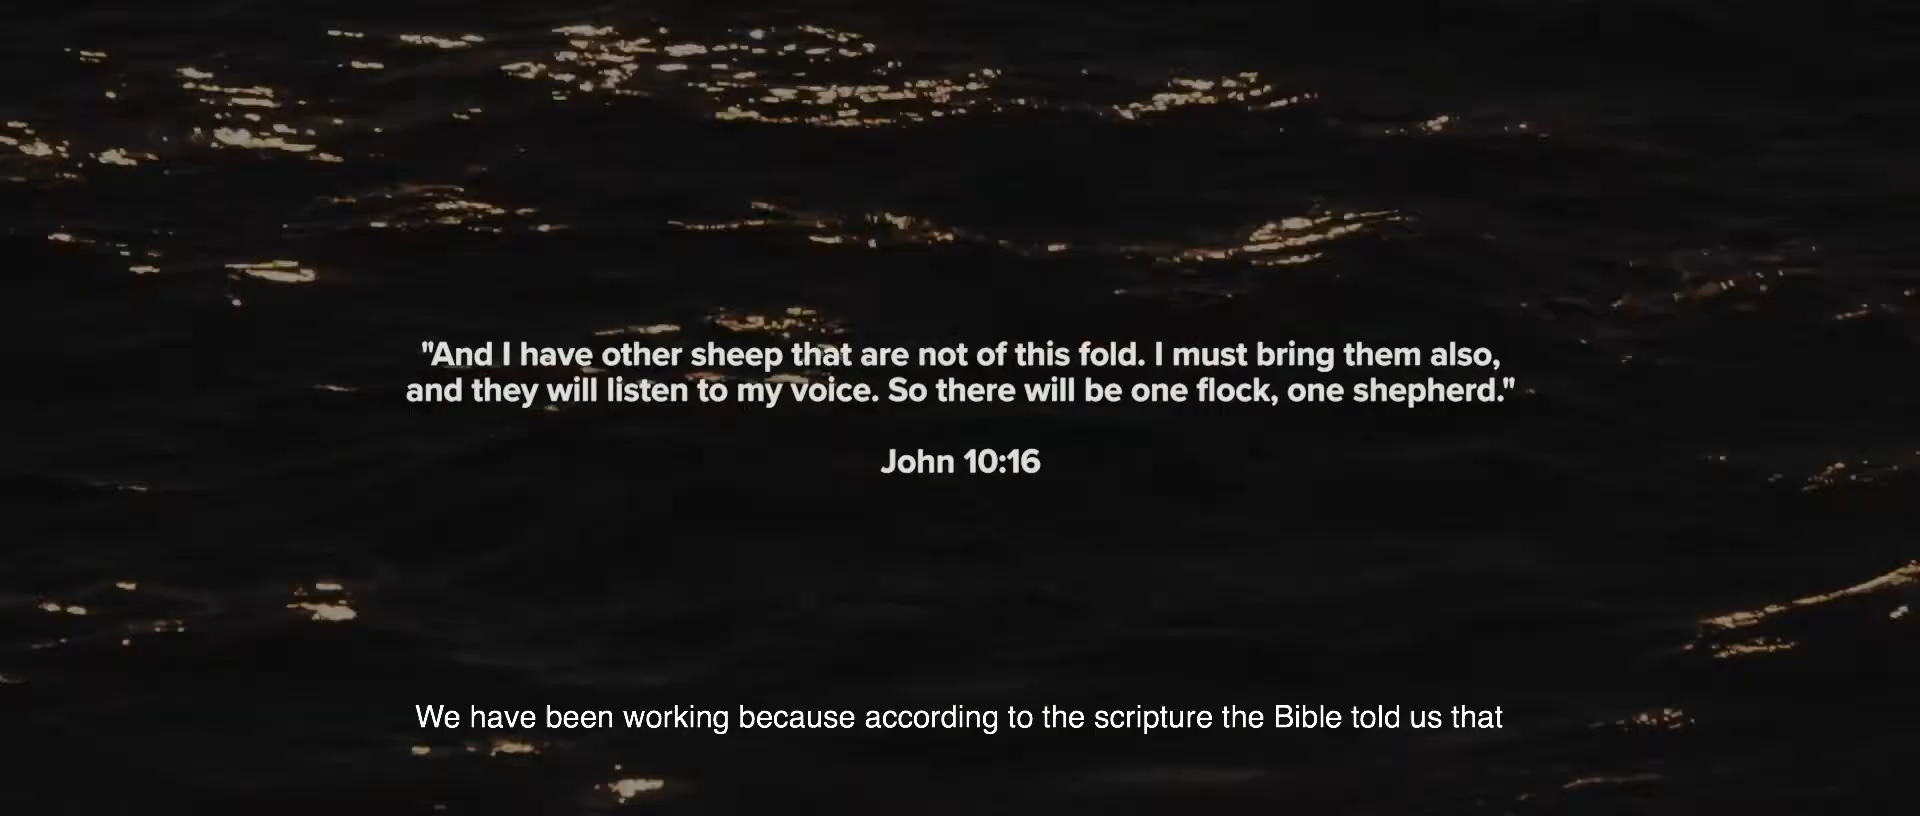 "And I have other sheep that are not of this fold. I must bring them also,
and they will listen to my voice. So there will be one flock, one shepherd."
John 10:16
We have been working because according to the scripture the Bible told us that